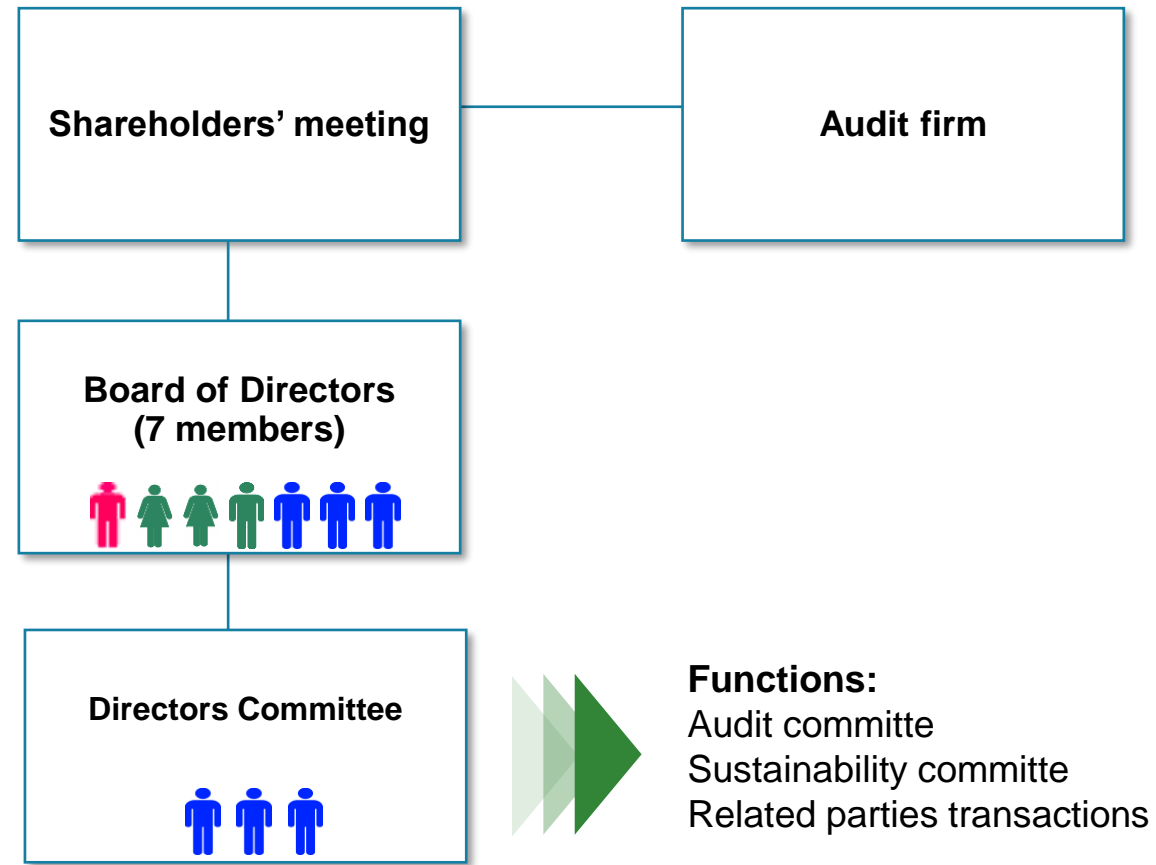 Shareholders’ meeting
Audit firm
Board of Directors
(7 members)
Directors Committee
Functions:
Audit committe
Sustainability committe
Related parties transactions